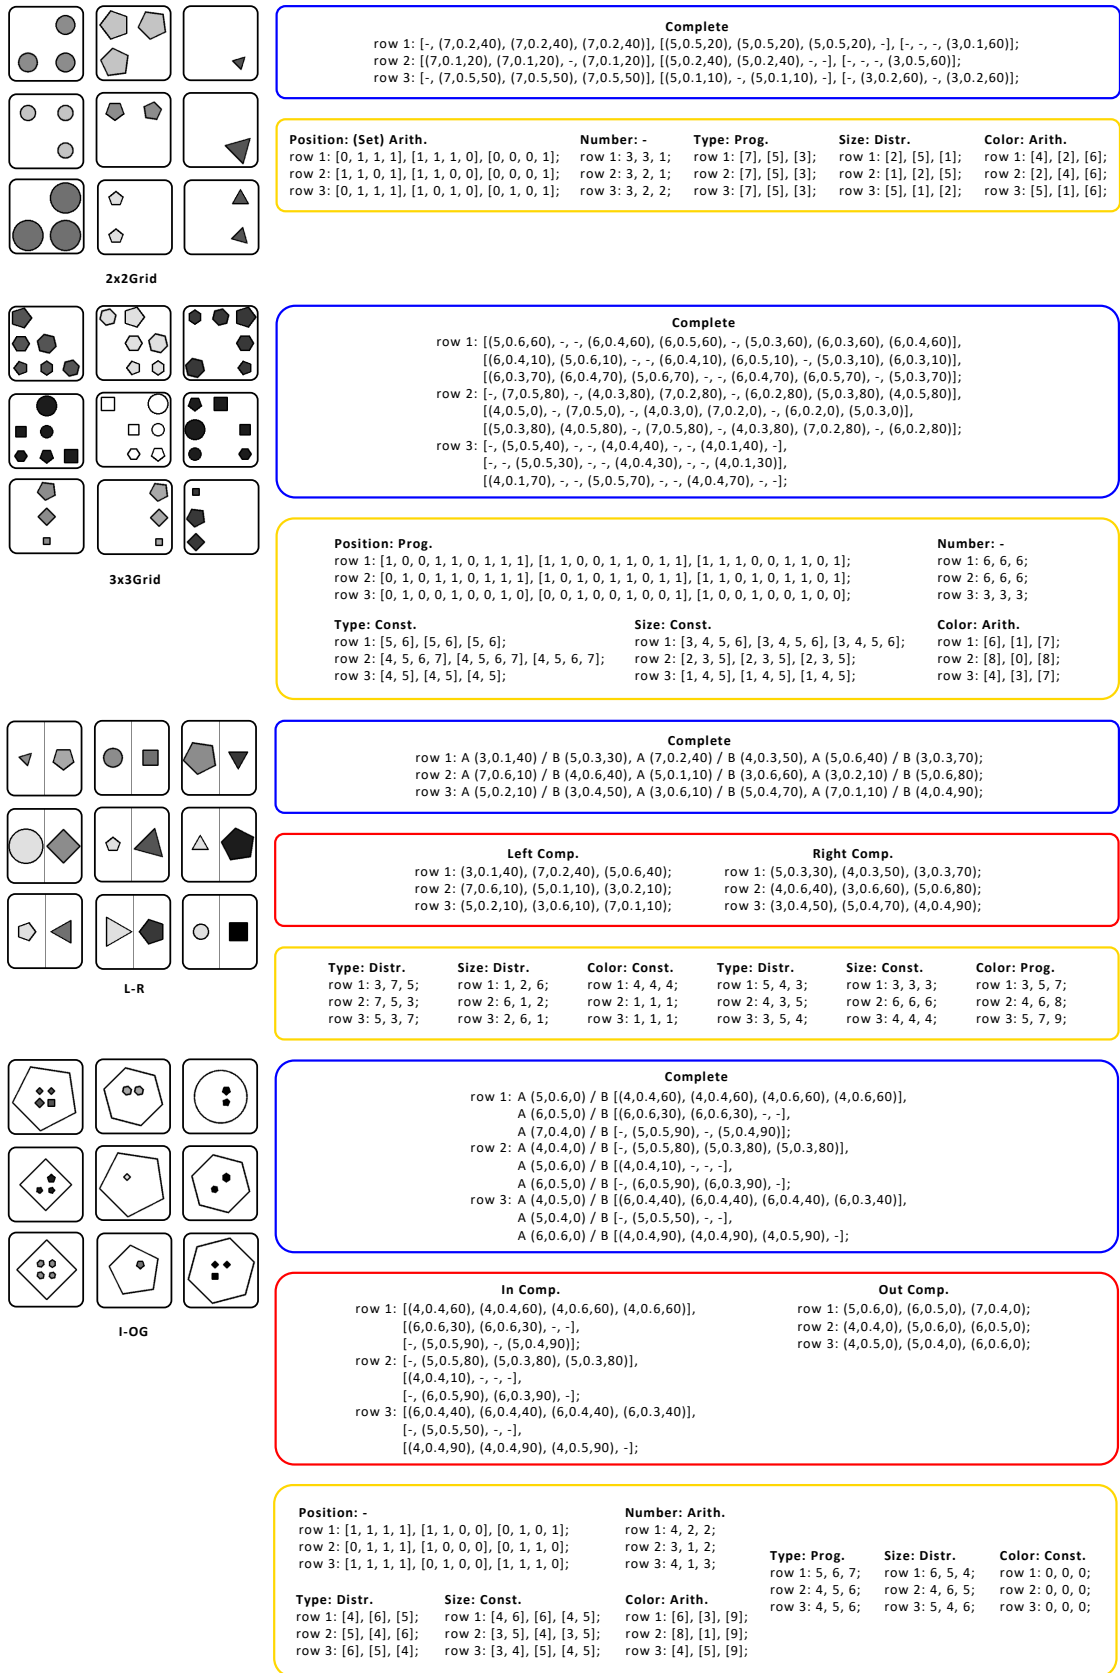 Complete
row 1: [-, (7,0.2,40), (7,0.2,40), (7,0.2,40)], [(5,0.5,20), (5,0.5,20), (5,0.5,20), -], [-, -, -, (3,0.1,60)];
row 2: [(7,0.1,20), (7,0.1,20), -, (7,0.1,20)], [(5,0.2,40), (5,0.2,40), -, -], [-, -, -, (3,0.5,60)];
row 3: [-, (7,0.5,50), (7,0.5,50), (7,0.5,50)], [(5,0.1,10), -, (5,0.1,10), -], [-, (3,0.2,60), -, (3,0.2,60)];
Position: (Set) Arith. Number: - Type: Prog. Size: Distr. Color: Arith.
row 1: [0, 1, 1, 1], [1, 1, 1, 0], [0, 0, 0, 1]; row 1: 3, 3, 1; row 1: [7], [5], [3]; row 1: [2], [5], [1]; row 1: [4], [2], [6];
row 2: [1, 1, 0, 1], [1, 1, 0, 0], [0, 0, 0, 1]; row 2: 3, 2, 1; row 2: [7], [5], [3]; row 2: [1], [2], [5]; row 2: [2], [4], [6];
row 3: [0, 1, 1, 1], [1, 0, 1, 0], [0, 1, 0, 1]; row 3: 3, 2, 2; row 3: [7], [5], [3]; row 3: [5], [1], [2]; row 3: [5], [1], [6];
2x2Grid
Complete
row 1: [(5,0.6,60), -, -, (6,0.4,60), (6,0.5,60), -, (5,0.3,60), (6,0.3,60), (6,0.4,60)],
[(6,0.4,10), (5,0.6,10), -, -, (6,0.4,10), (6,0.5,10), -, (5,0.3,10), (6,0.3,10)],
[(6,0.3,70), (6,0.4,70), (5,0.6,70), -, -, (6,0.4,70), (6,0.5,70), -, (5,0.3,70)];
row 2: [-, (7,0.5,80), -, (4,0.3,80), (7,0.2,80), -, (6,0.2,80), (5,0.3,80), (4,0.5,80)],
[(4,0.5,0), -, (7,0.5,0), -, (4,0.3,0), (7,0.2,0), -, (6,0.2,0), (5,0.3,0)],
[(5,0.3,80), (4,0.5,80), -, (7,0.5,80), -, (4,0.3,80), (7,0.2,80), -, (6,0.2,80)];
row 3: [-, (5,0.5,40), -, -, (4,0.4,40), -, -, (4,0.1,40), -],
[-, -, (5,0.5,30), -, -, (4,0.4,30), -, -, (4,0.1,30)],
[(4,0.1,70), -, -, (5,0.5,70), -, -, (4,0.4,70), -, -];
Position: Prog. Number: -
row 1: [1, 0, 0, 1, 1, 0, 1, 1, 1], [1, 1, 0, 0, 1, 1, 0, 1, 1], [1, 1, 1, 0, 0, 1, 1, 0, 1]; row 1: 6, 6, 6;
row 2: [0, 1, 0, 1, 1, 0, 1, 1, 1], [1, 0, 1, 0, 1, 1, 0, 1, 1], [1, 1, 0, 1, 0, 1, 1, 0, 1]; row 2: 6, 6, 6;
row 3: [0, 1, 0, 0, 1, 0, 0, 1, 0], [0, 0, 1, 0, 0, 1, 0, 0, 1], [1, 0, 0, 1, 0, 0, 1, 0, 0]; row 3: 3, 3, 3;
Type: Const. Size: Const. Color: Arith.
row 1: [5, 6], [5, 6], [5, 6]; row 1: [3, 4, 5, 6], [3, 4, 5, 6], [3, 4, 5, 6]; row 1: [6], [1], [7];
row 2: [4, 5, 6, 7], [4, 5, 6, 7], [4, 5, 6, 7]; row 2: [2, 3, 5], [2, 3, 5], [2, 3, 5]; row 2: [8], [0], [8];
row 3: [4, 5], [4, 5], [4, 5]; row 3: [1, 4, 5], [1, 4, 5], [1, 4, 5]; row 3: [4], [3], [7];
3x3Grid
Complete
row 1: A (3,0.1,40) / B (5,0.3,30), A (7,0.2,40) / B (4,0.3,50), A (5,0.6,40) / B (3,0.3,70);
row 2: A (7,0.6,10) / B (4,0.6,40), A (5,0.1,10) / B (3,0.6,60), A (3,0.2,10) / B (5,0.6,80);
row 3: A (5,0.2,10) / B (3,0.4,50), A (3,0.6,10) / B (5,0.4,70), A (7,0.1,10) / B (4,0.4,90);
Left Comp. Right Comp.
row 1: (3,0.1,40), (7,0.2,40), (5,0.6,40); row 1: (5,0.3,30), (4,0.3,50), (3,0.3,70);
row 2: (7,0.6,10), (5,0.1,10), (3,0.2,10); row 2: (4,0.6,40), (3,0.6,60), (5,0.6,80);
row 3: (5,0.2,10), (3,0.6,10), (7,0.1,10); row 3: (3,0.4,50), (5,0.4,70), (4,0.4,90);
Type: Distr. Size: Distr. Color: Const. Type: Distr. Size: Const. Color: Prog.
row 1: 3, 7, 5; row 1: 1, 2, 6; row 1: 4, 4, 4; row 1: 5, 4, 3; row 1: 3, 3, 3; row 1: 3, 5, 7;
row 2: 7, 5, 3; row 2: 6, 1, 2; row 2: 1, 1, 1; row 2: 4, 3, 5; row 2: 6, 6, 6; row 2: 4, 6, 8;
row 3: 5, 3, 7; row 3: 2, 6, 1; row 3: 1, 1, 1; row 3: 3, 5, 4; row 3: 4, 4, 4; row 3: 5, 7, 9;
L-R
Complete
row 1: A (5,0.6,0) / B [(4,0.4,60), (4,0.4,60), (4,0.6,60), (4,0.6,60)],
A (6,0.5,0) / B [(6,0.6,30), (6,0.6,30), -, -],
A (7,0.4,0) / B [-, (5,0.5,90), -, (5,0.4,90)];
row 2: A (4,0.4,0) / B [-, (5,0.5,80), (5,0.3,80), (5,0.3,80)],
A (5,0.6,0) / B [(4,0.4,10), -, -, -],
A (6,0.5,0) / B [-, (6,0.5,90), (6,0.3,90), -];
row 3: A (4,0.5,0) / B [(6,0.4,40), (6,0.4,40), (6,0.4,40), (6,0.3,40)],
A (5,0.4,0) / B [-, (5,0.5,50), -, -],
A (6,0.6,0) / B [(4,0.4,90), (4,0.4,90), (4,0.5,90), -];
I-OG
In Comp. Out Comp.
row 1: [(4,0.4,60), (4,0.4,60), (4,0.6,60), (4,0.6,60)], row 1: (5,0.6,0), (6,0.5,0), (7,0.4,0);
[(6,0.6,30), (6,0.6,30), -, -], row 2: (4,0.4,0), (5,0.6,0), (6,0.5,0);
[-, (5,0.5,90), -, (5,0.4,90)]; row 3: (4,0.5,0), (5,0.4,0), (6,0.6,0);
row 2: [-, (5,0.5,80), (5,0.3,80), (5,0.3,80)],
[(4,0.4,10), -, -, -],
[-, (6,0.5,90), (6,0.3,90), -];
row 3: [(6,0.4,40), (6,0.4,40), (6,0.4,40), (6,0.3,40)],
[-, (5,0.5,50), -, -],
[(4,0.4,90), (4,0.4,90), (4,0.5,90), -];
Position: - Number: Arith.
row 1: [1, 1, 1, 1], [1, 1, 0, 0], [0, 1, 0, 1]; row 1: 4, 2, 2;
row 2: [0, 1, 1, 1], [1, 0, 0, 0], [0, 1, 1, 0]; row 2: 3, 1, 2;
row 3: [1, 1, 1, 1], [0, 1, 0, 0], [1, 1, 1, 0]; row 3: 4, 1, 3;
Type: Prog. Size: Distr. Color: Const.
row 1: 5, 6, 7; row 1: 6, 5, 4; row 1: 0, 0, 0;
row 2: 4, 5, 6; row 2: 4, 6, 5; row 2: 0, 0, 0;
row 3: 4, 5, 6; row 3: 5, 4, 6; row 3: 0, 0, 0;
Type: Distr. Size: Const. Color: Arith.
row 1: [4], [6], [5]; row 1: [4, 6], [6], [4, 5]; row 1: [6], [3], [9];
row 2: [5], [4], [6]; row 2: [3, 5], [4], [3, 5]; row 2: [8], [1], [9];
row 3: [6], [5], [4]; row 3: [3, 4], [5], [4, 5]; row 3: [4], [5], [9];